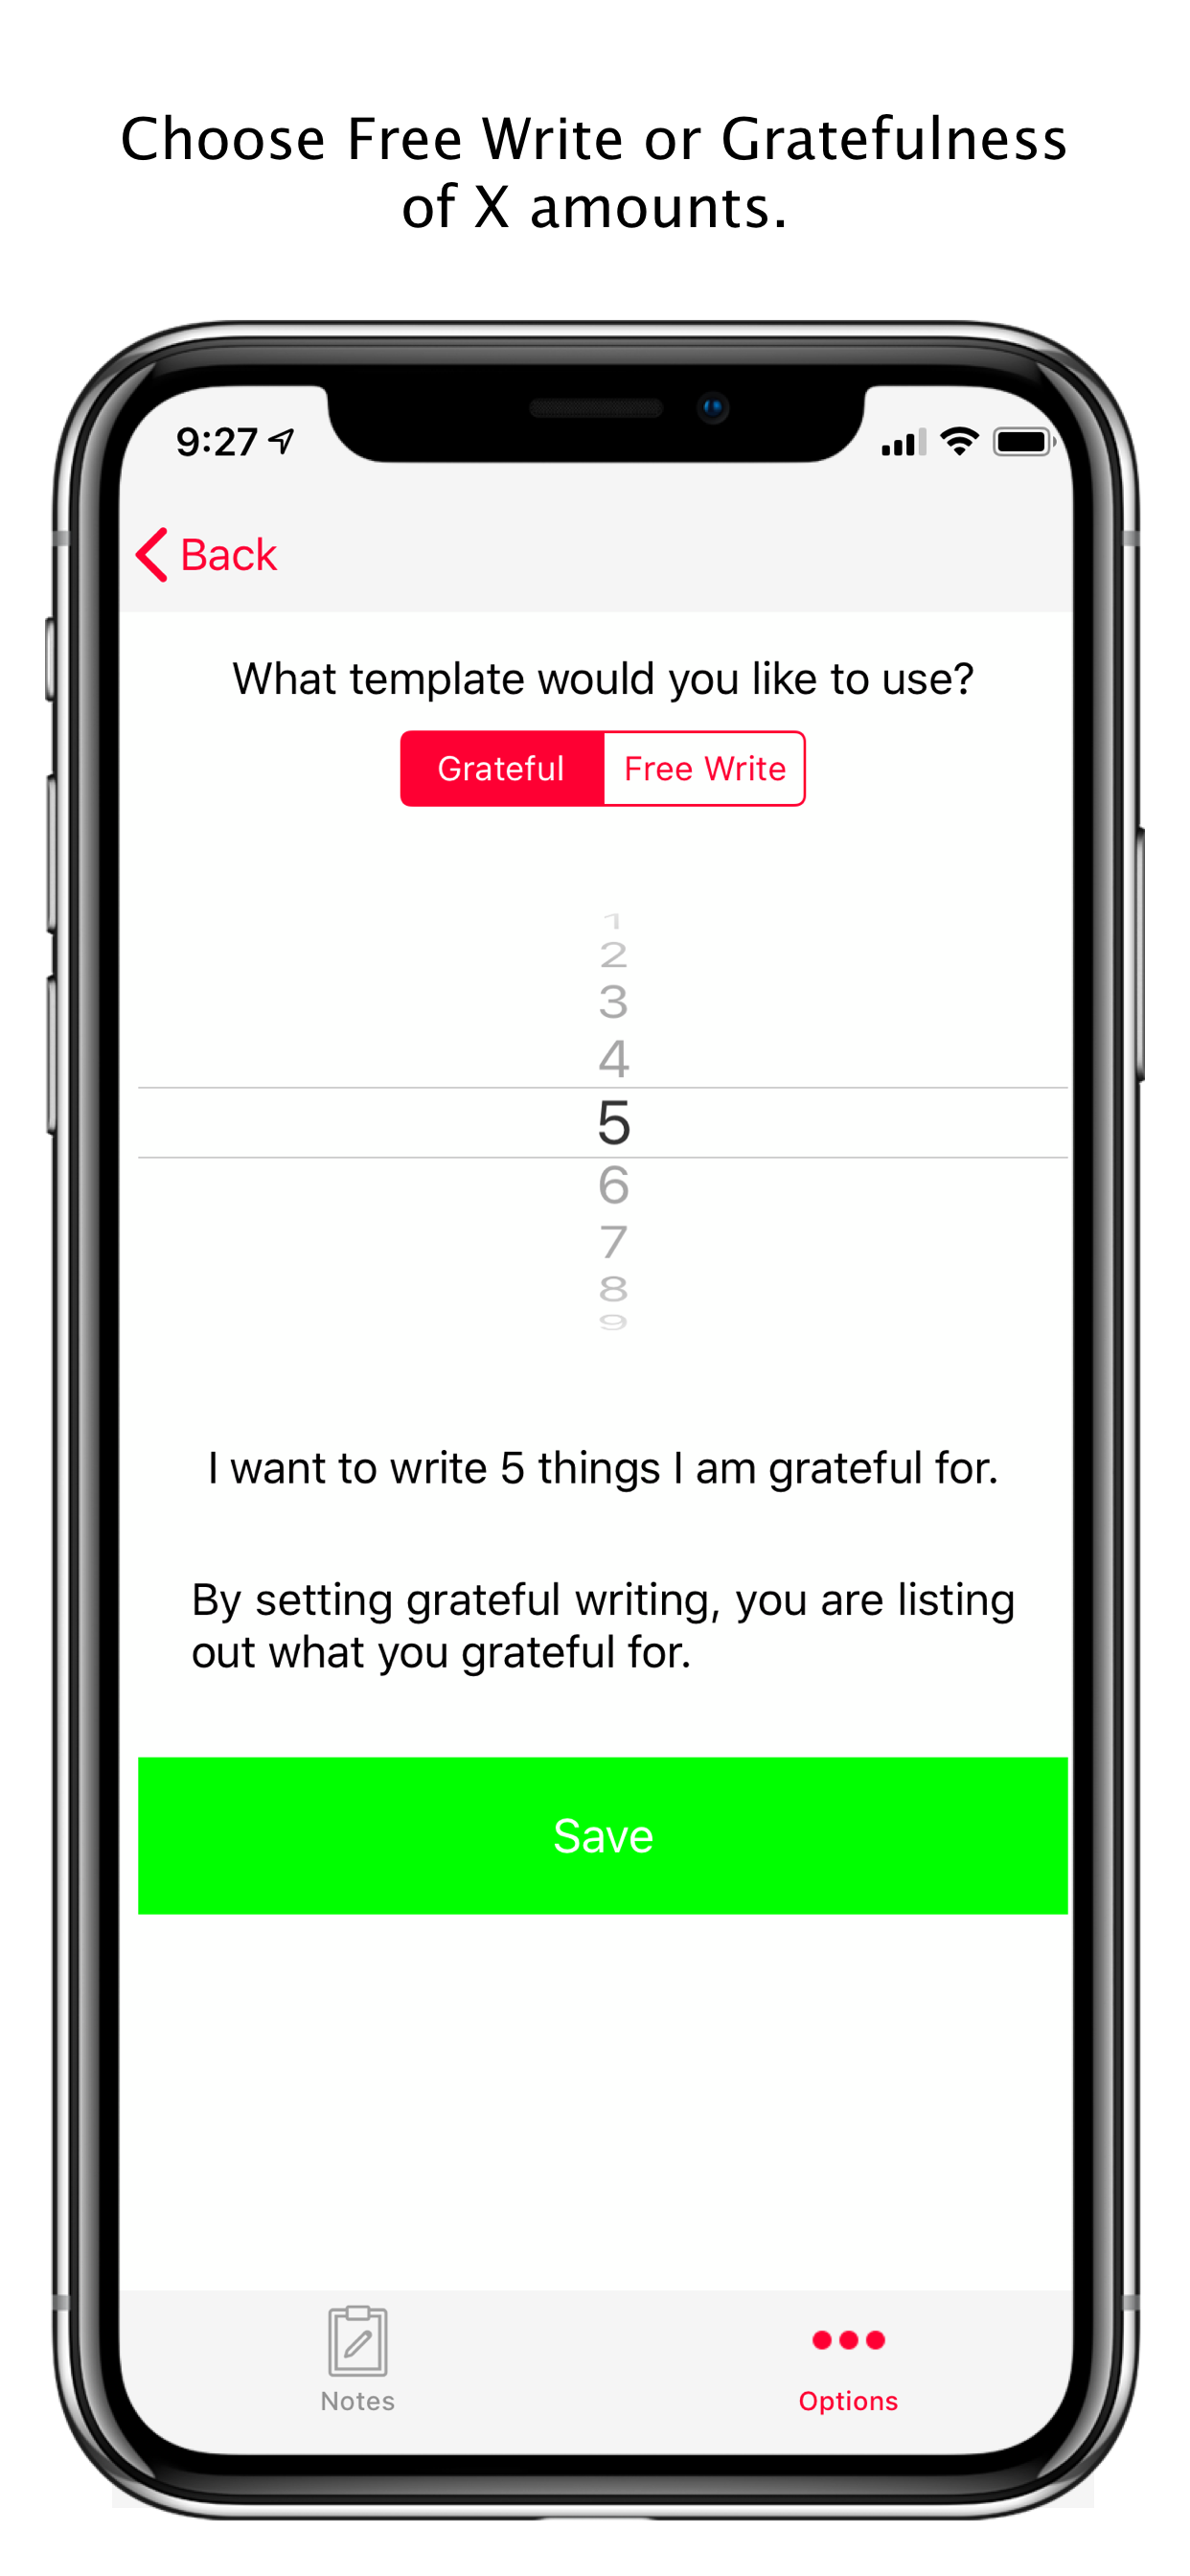 Choose Free Write or Gratefulness
of X amounts.
9:27
Back
What template would you like to use?
Grateful Free Write
1
2
3
4
5
6
7
8
9
I want to write 5 things I am grateful for.
By setting grateful writing, you are listing
out what you grateful for.
Save
Notes Options